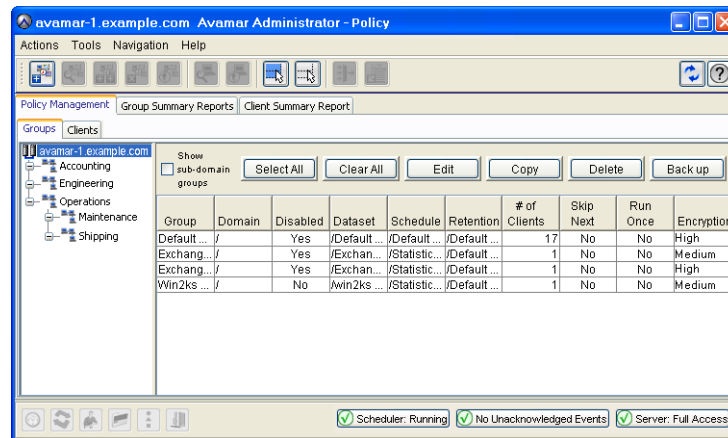 avamar-1.example.com Avamar Administrator - Policy
Actions Tools Navigation Help
Policy Management Group Summary Reports Client Summary Report
Groups Clients
avamar-1.example.com
Accounting
Engineering
Operations
Maintenance
Shipping
Show sub-domain groups
Select All Clear All Edit Copy Delete Back up
Group Domain Disabled Dataset Schedule Retention # of Clients Skip Next Run Once Encryption
Default ... / Yes /Default ... /Default ... /Default ... 17 No No High
Exchang... / Yes /Exchan... /Statistic... /Default ... 1 No No Medium
Exchang... / Yes /Exchan... /Statistic... /Default ... 1 No No High
Win2ks ... / No /win2ks ... /Statistic... /Default ... 1 No No Medium
Scheduler: Running No Unacknowledged Events Server: Full Access